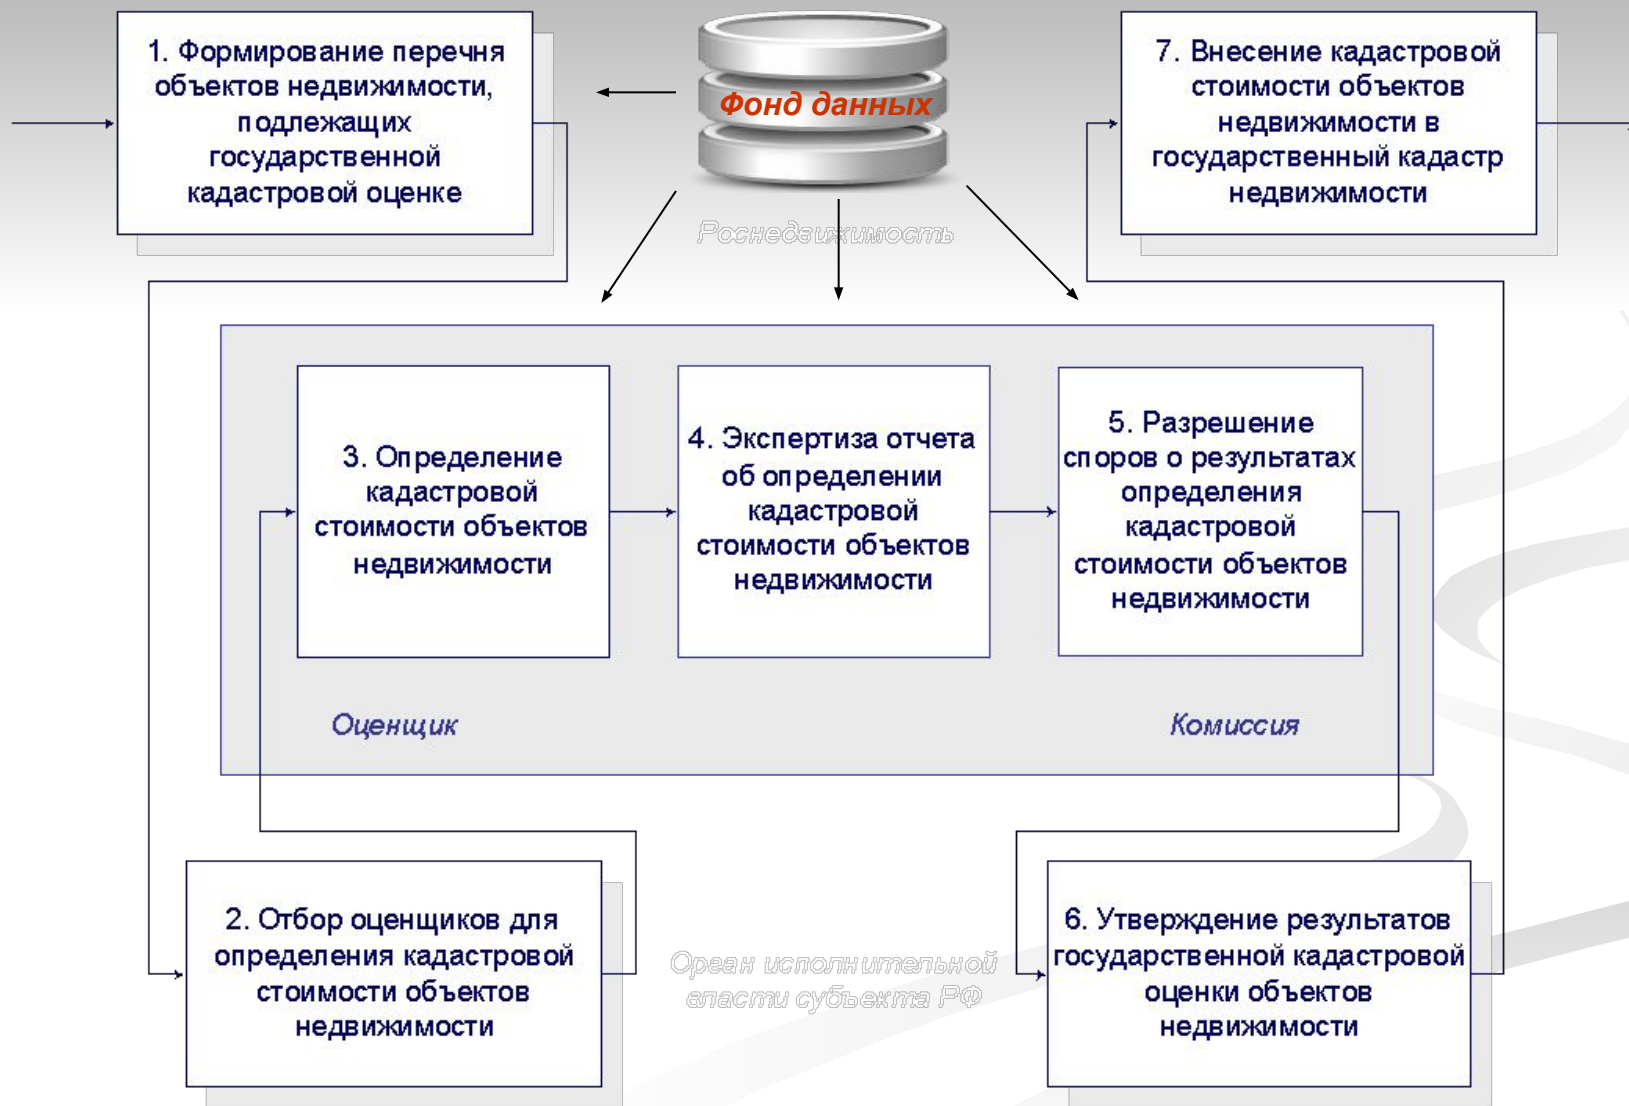 1. Формирование перечня
объектов недвижимости,
подлежащих
государственной
кадастровой оценке
Фонд данных
Роснедвижимость
7. Внесение кадастровой
стоимости объектов
недвижимости в
государственный кадастр
недвижимости
3. Определение
кадастровой
стоимости объектов
недвижимости
4. Экспертиза отчета
об определении
кадастровой
стоимости объектов
недвижимости
5. Разрешение
споров о результатах
определения
кадастровой
стоимости объектов
недвижимости
Оценщик
Комиссия
2. Отбор оценщиков для
определения кадастровой
стоимости объектов
недвижимости
Орган исполнительной
власти субъекта РФ
6. Утверждение результатов
государственной кадастровой
оценки объектов
недвижимости